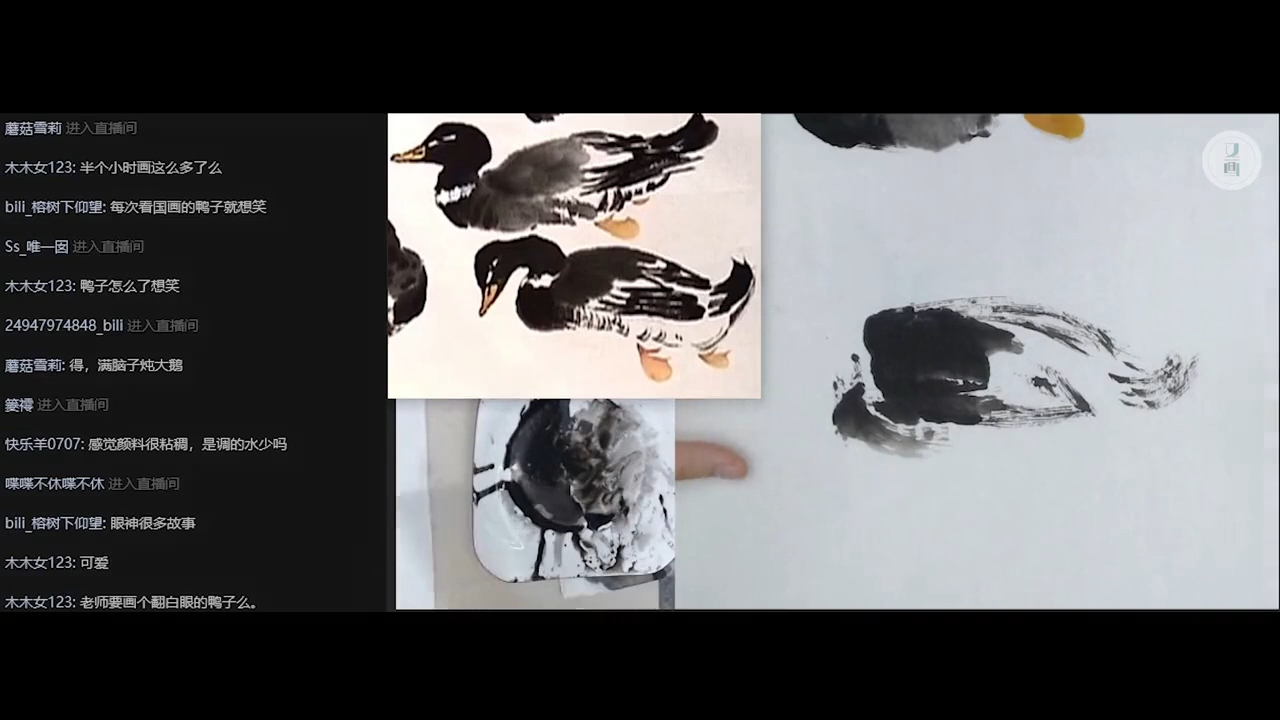 蘑菇雪莉 进入直播间
木木女123: 半个小时画这么多了么
bili_榕树下仰望: 每次看国画的鸭子就想笑
Ss_唯一囡 进入直播间
木木女123: 鸭子怎么了想笑
24947974848_bili 进入直播间
蘑菇雪莉: 得，满脑子炖大鹅
进入直播间
快乐羊0707: 感觉颜料很粘稠，是调的水少吗
喋喋不休喋不休 进入直播间
bili_榕树下仰望: 眼神很多故事
木木女123: 可爱
木木女123: 老师要画个翻白眼的鸭子么。